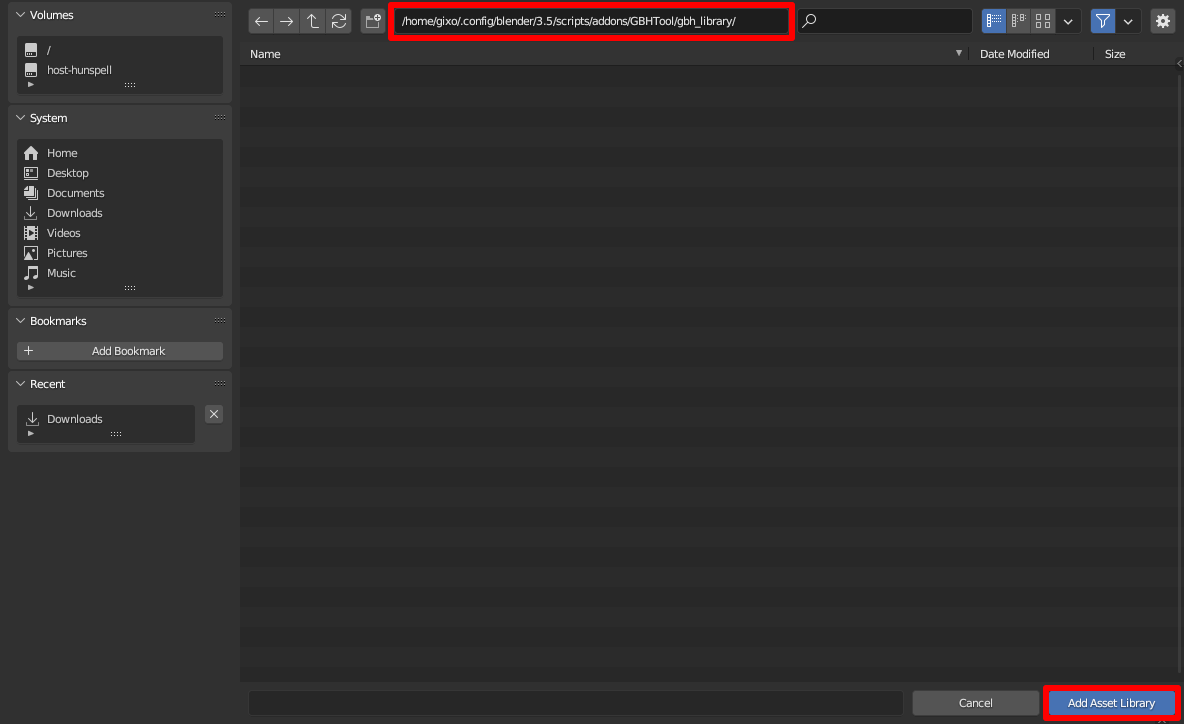 Volumes
/
host-hunspell
System
Home
Desktop
Documents
Downloads
Videos
Pictures
Music
Bookmarks
Add Bookmark
Recent
Downloads
/home/gixo/.config/blender/3.5/scripts/addons/GBHTool/gbh_library/
Name Date Modified Size
Cancel Add Asset Library